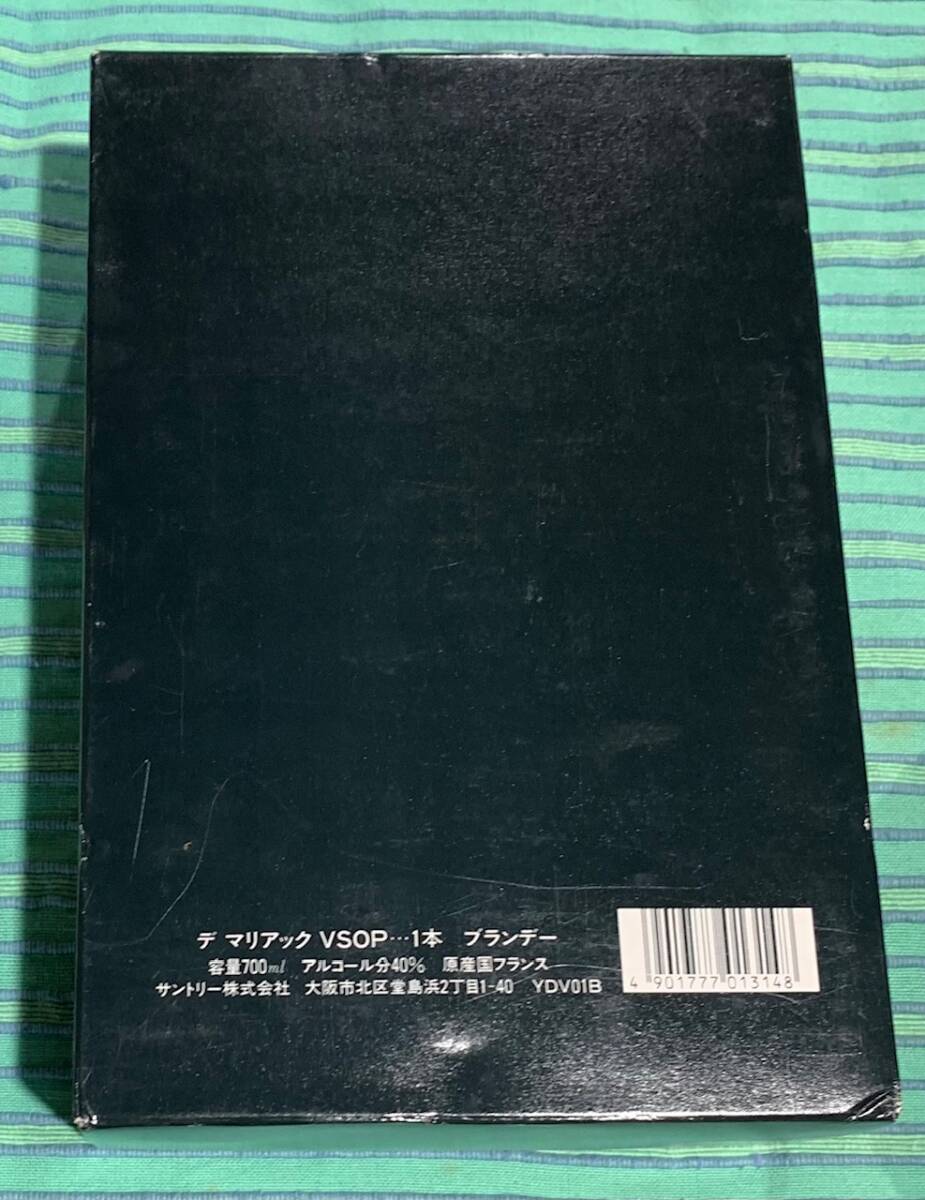 デ マリアック VSOP…1本 ブランデー
容量700ml アルコール分40% 原産国フランス
サントリー株式会社 大阪市北区堂島浜2丁目1-40 YDV01B
4 901777 013148